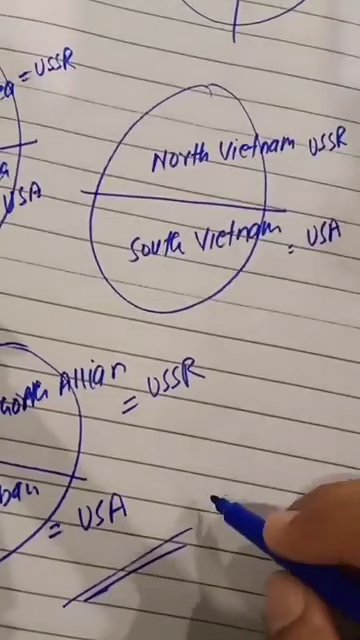 = USSR
USA
North Vietnam USSR
South Vietnam = USA
= USSR
= USA